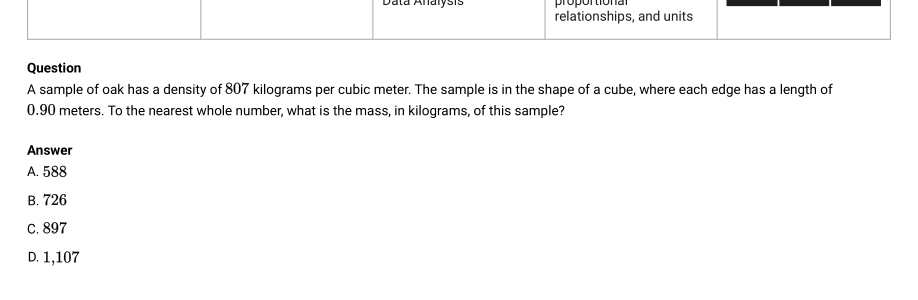 Data Analysis
proportional
relationships, and units
Question
A sample of oak has a density of 807 kilograms per cubic meter. The sample is in the shape of a cube, where each edge has a length of
0.90 meters. To the nearest whole number, what is the mass, in kilograms, of this sample?
Answer
A. 588
B. 726
C. 897
D. 1,107